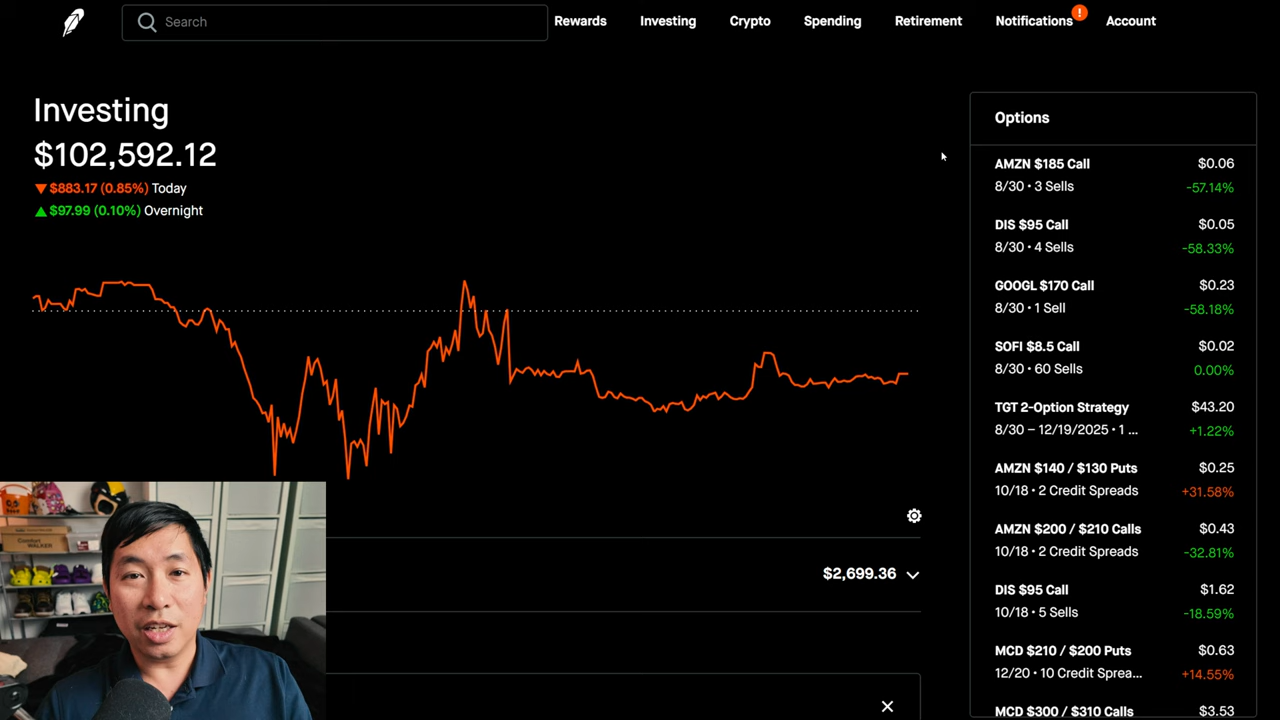 Search
Rewards
Investing
Crypto
Spending
Retirement
Notifications
!
Account
Investing
$102,592.12
▼ $883.17 (0.85%) Today
▲ $97.99 (0.10%) Overnight
$2,699.36
Options
AMZN $185 Call $0.06
8/30 • 3 Sells -57.14%
DIS $95 Call $0.05
8/30 • 4 Sells -58.33%
GOOGL $170 Call $0.23
8/30 • 1 Sell -58.18%
SOFI $8.5 Call $0.02
8/30 • 60 Sells 0.00%
TGT 2-Option Strategy $43.20
8/30 – 12/19/2025 • 1 ... +1.22%
AMZN $140 / $130 Puts $0.25
10/18 • 2 Credit Spreads +31.58%
AMZN $200 / $210 Calls $0.43
10/18 • 2 Credit Spreads -32.81%
DIS $95 Call $1.62
10/18 • 5 Sells -18.59%
MCD $210 / $200 Puts $0.63
12/20 • 10 Credit Sprea... +14.55%
MCD $300 / $310 Calls $3.53
Comfort
WALKER